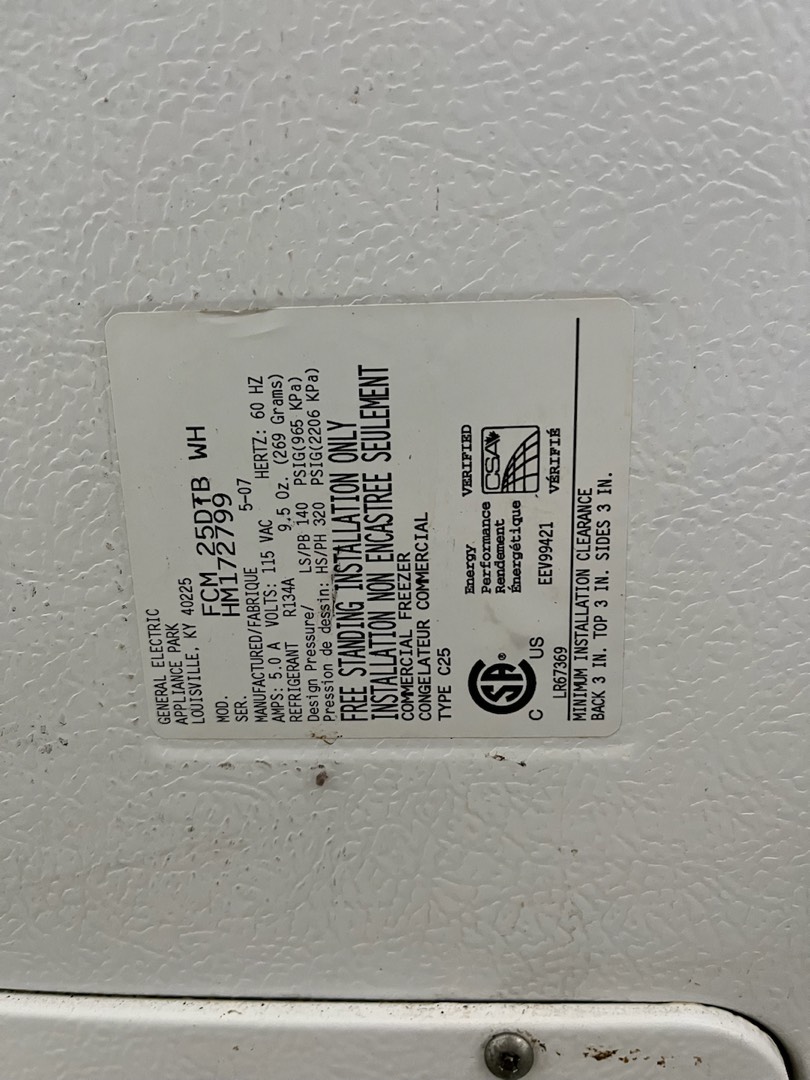 GENERAL ELECTRIC
APPLIANCE PARK
LOUISVILLE, KY 40225
MOD. FCM 25DTB WH
SER. HM172799
MANUFACTURED/FABRIQUE 5-07
AMPS: 5.0 A VOLTS: 115 VAC HERTZ: 60 HZ
REFRIGERANT R134A 9.5 Oz. (269 Grams)
Design Pressure/ LS/PB 140 PSIG(965 KPa)
Pression de dessin: HS/PH 320 PSIG(2206 KPa)
FREE STANDING INSTALLATION ONLY
INSTALLATION NON ENCASTREE SEULEMENT
COMMERCIAL FREEZER
CONGELATEUR COMMERCIAL
TYPE C25
SA ®
C US
LR67369
Energy
Performance
Rendement
Énergétique
EEV99421
VERIFIED
CSA
VÉRIFIÉ
MINIMUM INSTALLATION CLEARANCE
BACK 3 IN. TOP 3 IN. SIDES 3 IN.